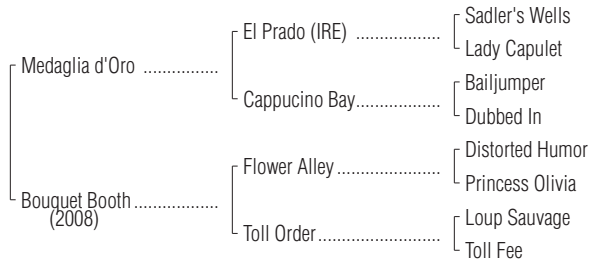 Sadler's Wells
El Prado (IRE) ..................
Lady Capulet
Medaglia d'Oro ................
Bailjumper
Cappucino Bay..................
Dubbed In
Distorted Humor
Flower Alley ......................
Princess Olivia
Bouquet Booth ..................
(2008)
Loup Sauvage
Toll Order..........................
Toll Fee